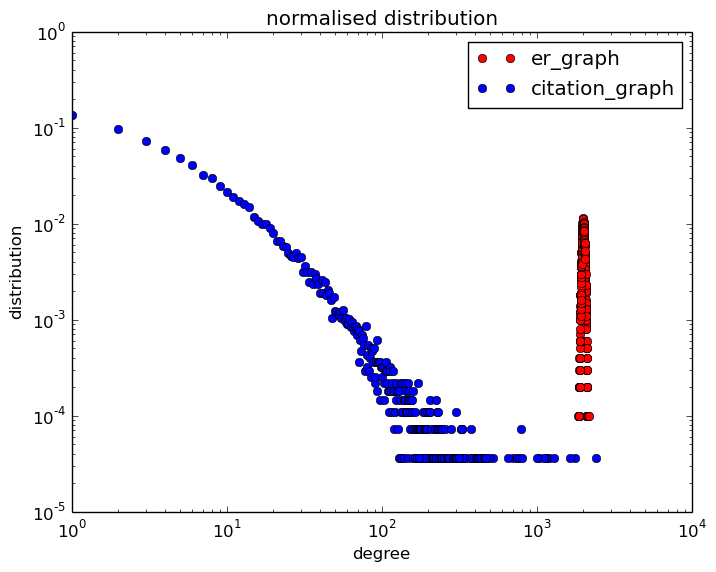 normalised distribution
er_graph
citation_graph
distribution
10^0
10^-1
10^-2
10^-3
10^-4
10^-5
10^0 10^1 10^2 10^3 10^4
degree